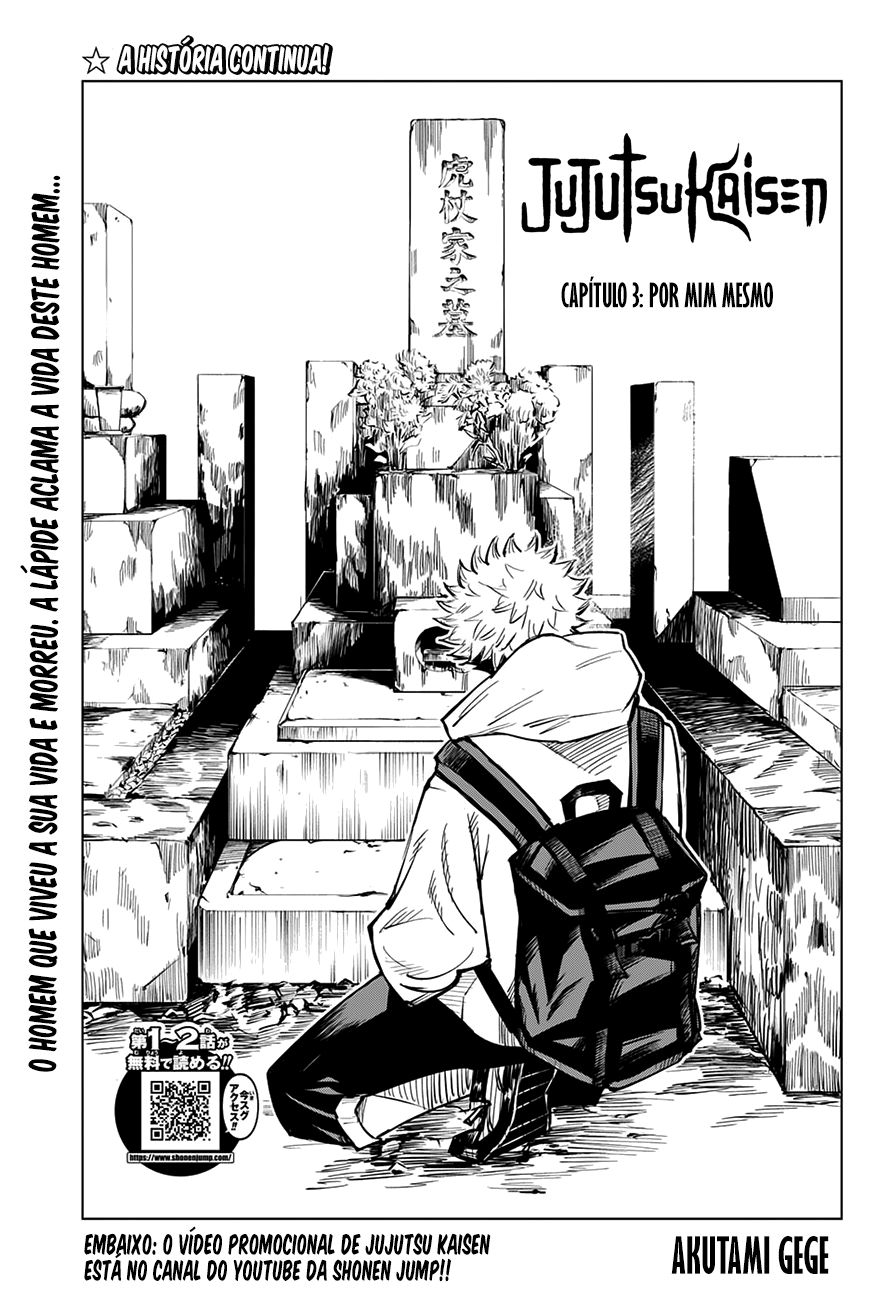 ☆ A HISTÓRIA CONTINUA!
JUJUTSU KAISEN
CAPÍTULO 3: POR MIM MESMO
虎杖家之墓
O HOMEM QUE VIVEU A SUA VIDA E MORREU. A LÁPIDE ACLAMA A VIDA DESTE HOMEM...
第1~2話が
無料で読める!!
今スグ
アクセス!!
https://www.shonenjump.com/
EMBAIXO: O VÍDEO PROMOCIONAL DE JUJUTSU KAISEN
ESTÁ NO CANAL DO YOUTUBE DA SHONEN JUMP!!
AKUTAMI GEGE